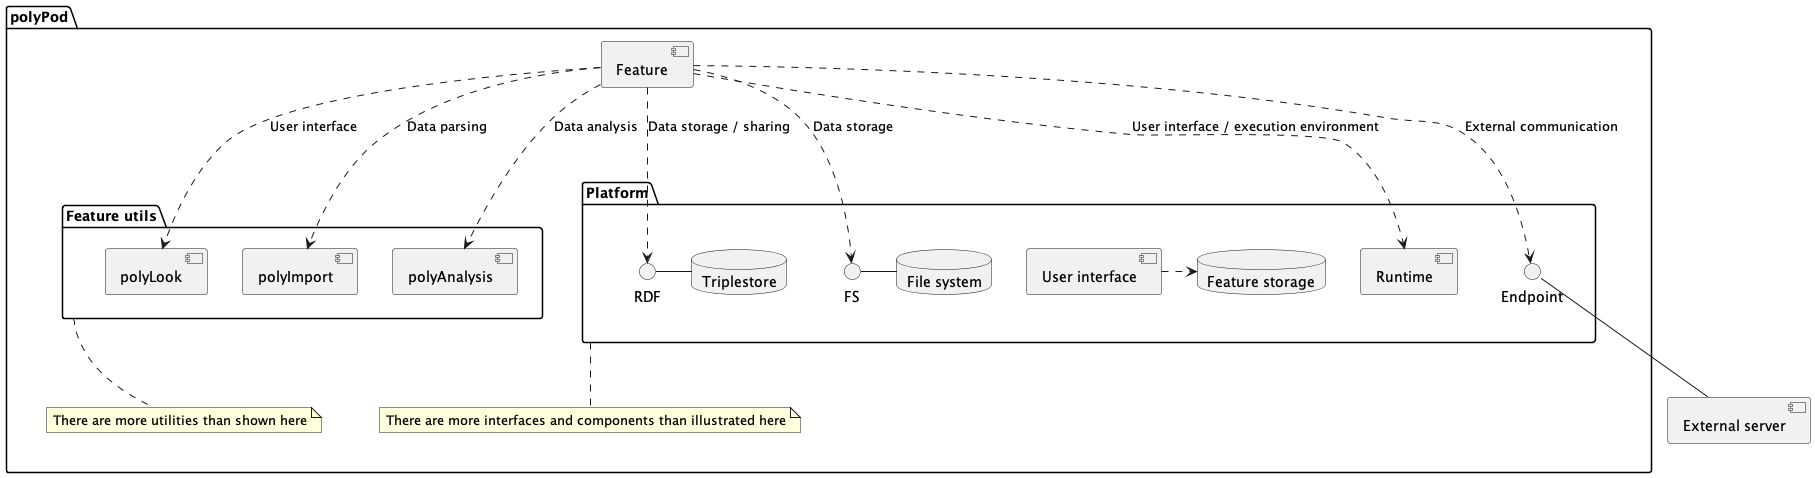 polyPod
Feature
User interface
Data parsing
Data analysis
Data storage / sharing
Data storage
User interface / execution environment
External communication
Feature utils
polyLook
polyImport
polyAnalysis
Platform
RDF
Triplestore
FS
File system
User interface
Feature storage
Runtime
Endpoint
There are more utilities than shown here
There are more interfaces and components than illustrated here
External server